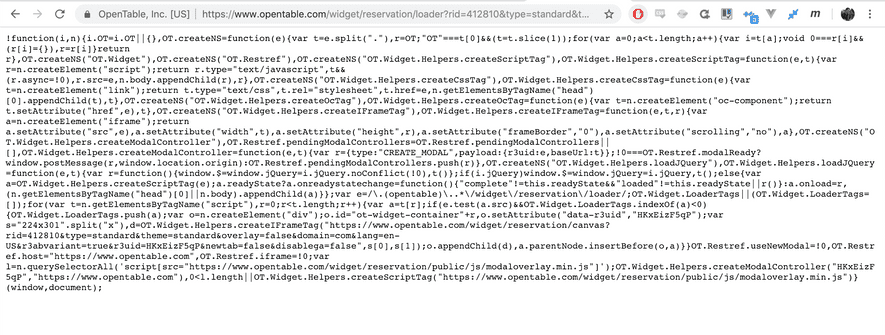 OpenTable, Inc. [US] https://www.opentable.com/widget/reservation/loader?rid=412810&type=standard&t...
!function(i,n){i.OT=i.OT||{},OT.createNS=function(e){var t=e.split("."),r=OT;"OT"===t[0]&&(t=t.slice(1));for(var a=0;a<t.length;a++){var i=t[a];void 0===r[i]&&
(r[i]={}),r=r[i]}return
r},OT.createNS("OT.Widget"),OT.createNS("OT.Restref"),OT.createNS("OT.Widget.Helpers.createScriptTag"),OT.Widget.Helpers.createScriptTag=function(e,t){var
r=n.createElement("script");return r.type="text/javascript",t&&
(r.async=!0),r.src=e,n.body.appendChild(r),r},OT.createNS("OT.Widget.Helpers.createCssTag"),OT.Widget.Helpers.createCssTag=function(e){var
t=n.createElement("link");return t.type="text/css",t.rel="stylesheet",t.href=e,n.getElementsByTagName("head")
[0].appendChild(t),t},OT.createNS("OT.Widget.Helpers.createOcTag"),OT.Widget.Helpers.createOcTag=function(e){var t=n.createElement("oc-component");return
t.setAttribute("href",e),t},OT.createNS("OT.Widget.Helpers.createIFrameTag"),OT.Widget.Helpers.createIFrameTag=function(e,t,r){var
a=n.createElement("iframe");return
a.setAttribute("src",e),a.setAttribute("width",t),a.setAttribute("height",r),a.setAttribute("frameBorder","0"),a.setAttribute("scrolling","no"),a},OT.createNS("O
T.Widget.Helpers.createModalController"),OT.Restref.pendingModalControllers=OT.Restref.pendingModalControllers||
[],OT.Widget.Helpers.createModalController=function(e,t){var r={type:"CREATE_MODAL",payload:{r3uid:e,baseUrl:t}};!0===OT.Restref.modalReady?
window.postMessage(r,window.location.origin):OT.Restref.pendingModalControllers.push(r)},OT.createNS("OT.Widget.Helpers.loadJQuery"),OT.Widget.Helpers.loadJQuery
=function(e,t){var r=function(){window.$=window.jQuery=i.jQuery.noConflict(!0),t()};if(i.jQuery)window.$=window.jQuery=i.jQuery,t();else{var
a=OT.Widget.Helpers.createScriptTag(e);a.readyState?a.onreadystatechange=function(){"complete"!=this.readyState&&"loaded"!=this.readyState||r()}:a.onload=r,
(n.getElementsByTagName("head")[0]||n.body).appendChild(a)}};var e=/\.(opentable)\..*\/widget\/reservation\/loader/;OT.Widget.LoaderTags||(OT.Widget.LoaderTags=
[]);for(var t=n.getElementsByTagName("script"),r=0;r<t.length;r++){var a=t[r];if(e.test(a.src)&&OT.Widget.LoaderTags.indexOf(a)<0)
{OT.Widget.LoaderTags.push(a);var o=n.createElement("div");o.id="ot-widget-container"+r,o.setAttribute("data-r3uid","HKxEizF5qP");var
s="224x301".split("x"),d=OT.Widget.Helpers.createIFrameTag("https://www.opentable.com/widget/reservation/canvas?
rid=412810&type=standard&theme=standard&overlay=false&domain=com&lang=en-
US&r3abvariant=true&r3uid=HKxEizF5qP&newtab=false&disablega=false",s[0],s[1]);o.appendChild(d),a.parentNode.insertBefore(o,a)}}OT.Restref.useNewModal=!0,OT.Restr
ef.host="https://www.opentable.com",OT.Restref.iframe=!0;var
l=n.querySelectorAll('script[src="https://www.opentable.com/widget/reservation/public/js/modaloverlay.min.js"]');OT.Widget.Helpers.createModalController("HKxEizF
5qP","https://www.opentable.com"),0<l.length||OT.Widget.Helpers.createScriptTag("https://www.opentable.com/widget/reservation/public/js/modaloverlay.min.js")}
(window,document);